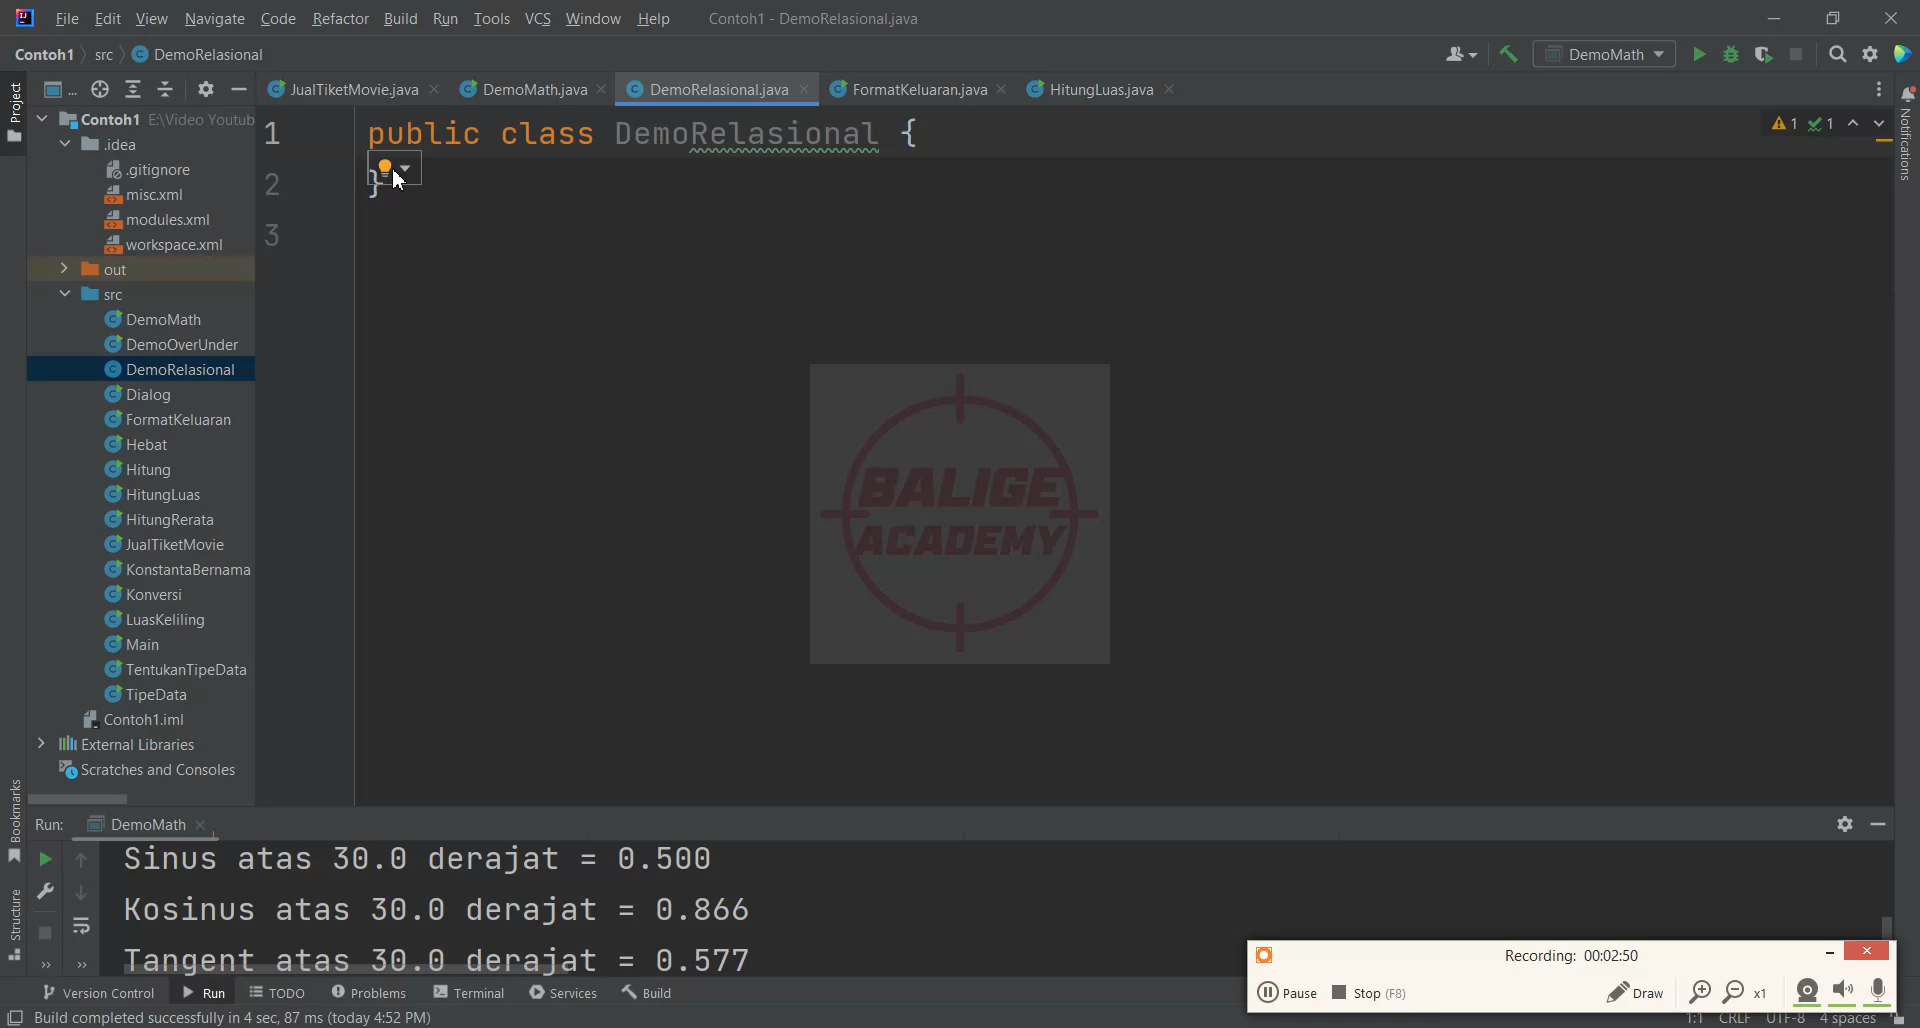 File Edit View Navigate Code Refactor Build Run Tools VCS Window Help Contoh1 - DemoRelasional.java
Contoh1 src DemoRelasional DemoMath
Project
...
JualTiketMovie.java DemoMath.java DemoRelasional.java FormatKeluaran.java HitungLuas.java
Notifications
Contoh1 E:\Video Youtub
.idea
.gitignore
misc.xml
modules.xml
workspace.xml
out
src
DemoMath
DemoOverUnder
DemoRelasional
Dialog
FormatKeluaran
Hebat
Hitung
HitungLuas
HitungRerata
JualTiketMovie
KonstantaBernama
Konversi
LuasKeliling
Main
TentukanTipeData
TipeData
Contoh1.iml
External Libraries
Scratches and Consoles
1 public class DemoRelasional {
2 }
3
1 1
BALIGE
ACADEMY
Bookmarks
Structure
Run: DemoMath
Sinus atas 30.0 derajat = 0.500
Kosinus atas 30.0 derajat = 0.866
Tangent atas 30.0 derajat = 0.577
Recording: 00:02:50
Pause Stop (F8) Draw x1
Version Control Run TODO Problems Terminal Services Build
Build completed successfully in 4 sec, 87 ms (today 4:52 PM)
1:1 CRLF UTF-8 4 spaces